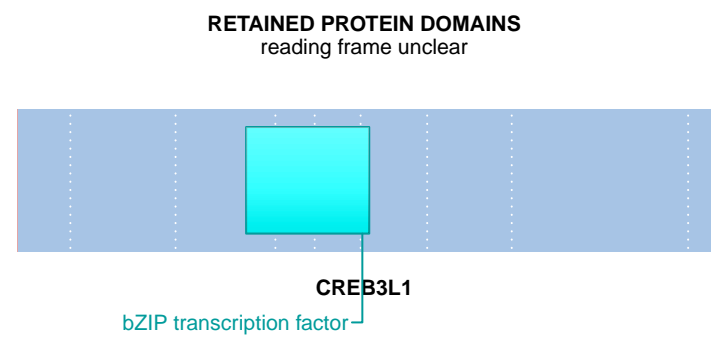 RETAINED PROTEIN DOMAINS
reading frame unclear
CREB3L1
bZIP transcription factor